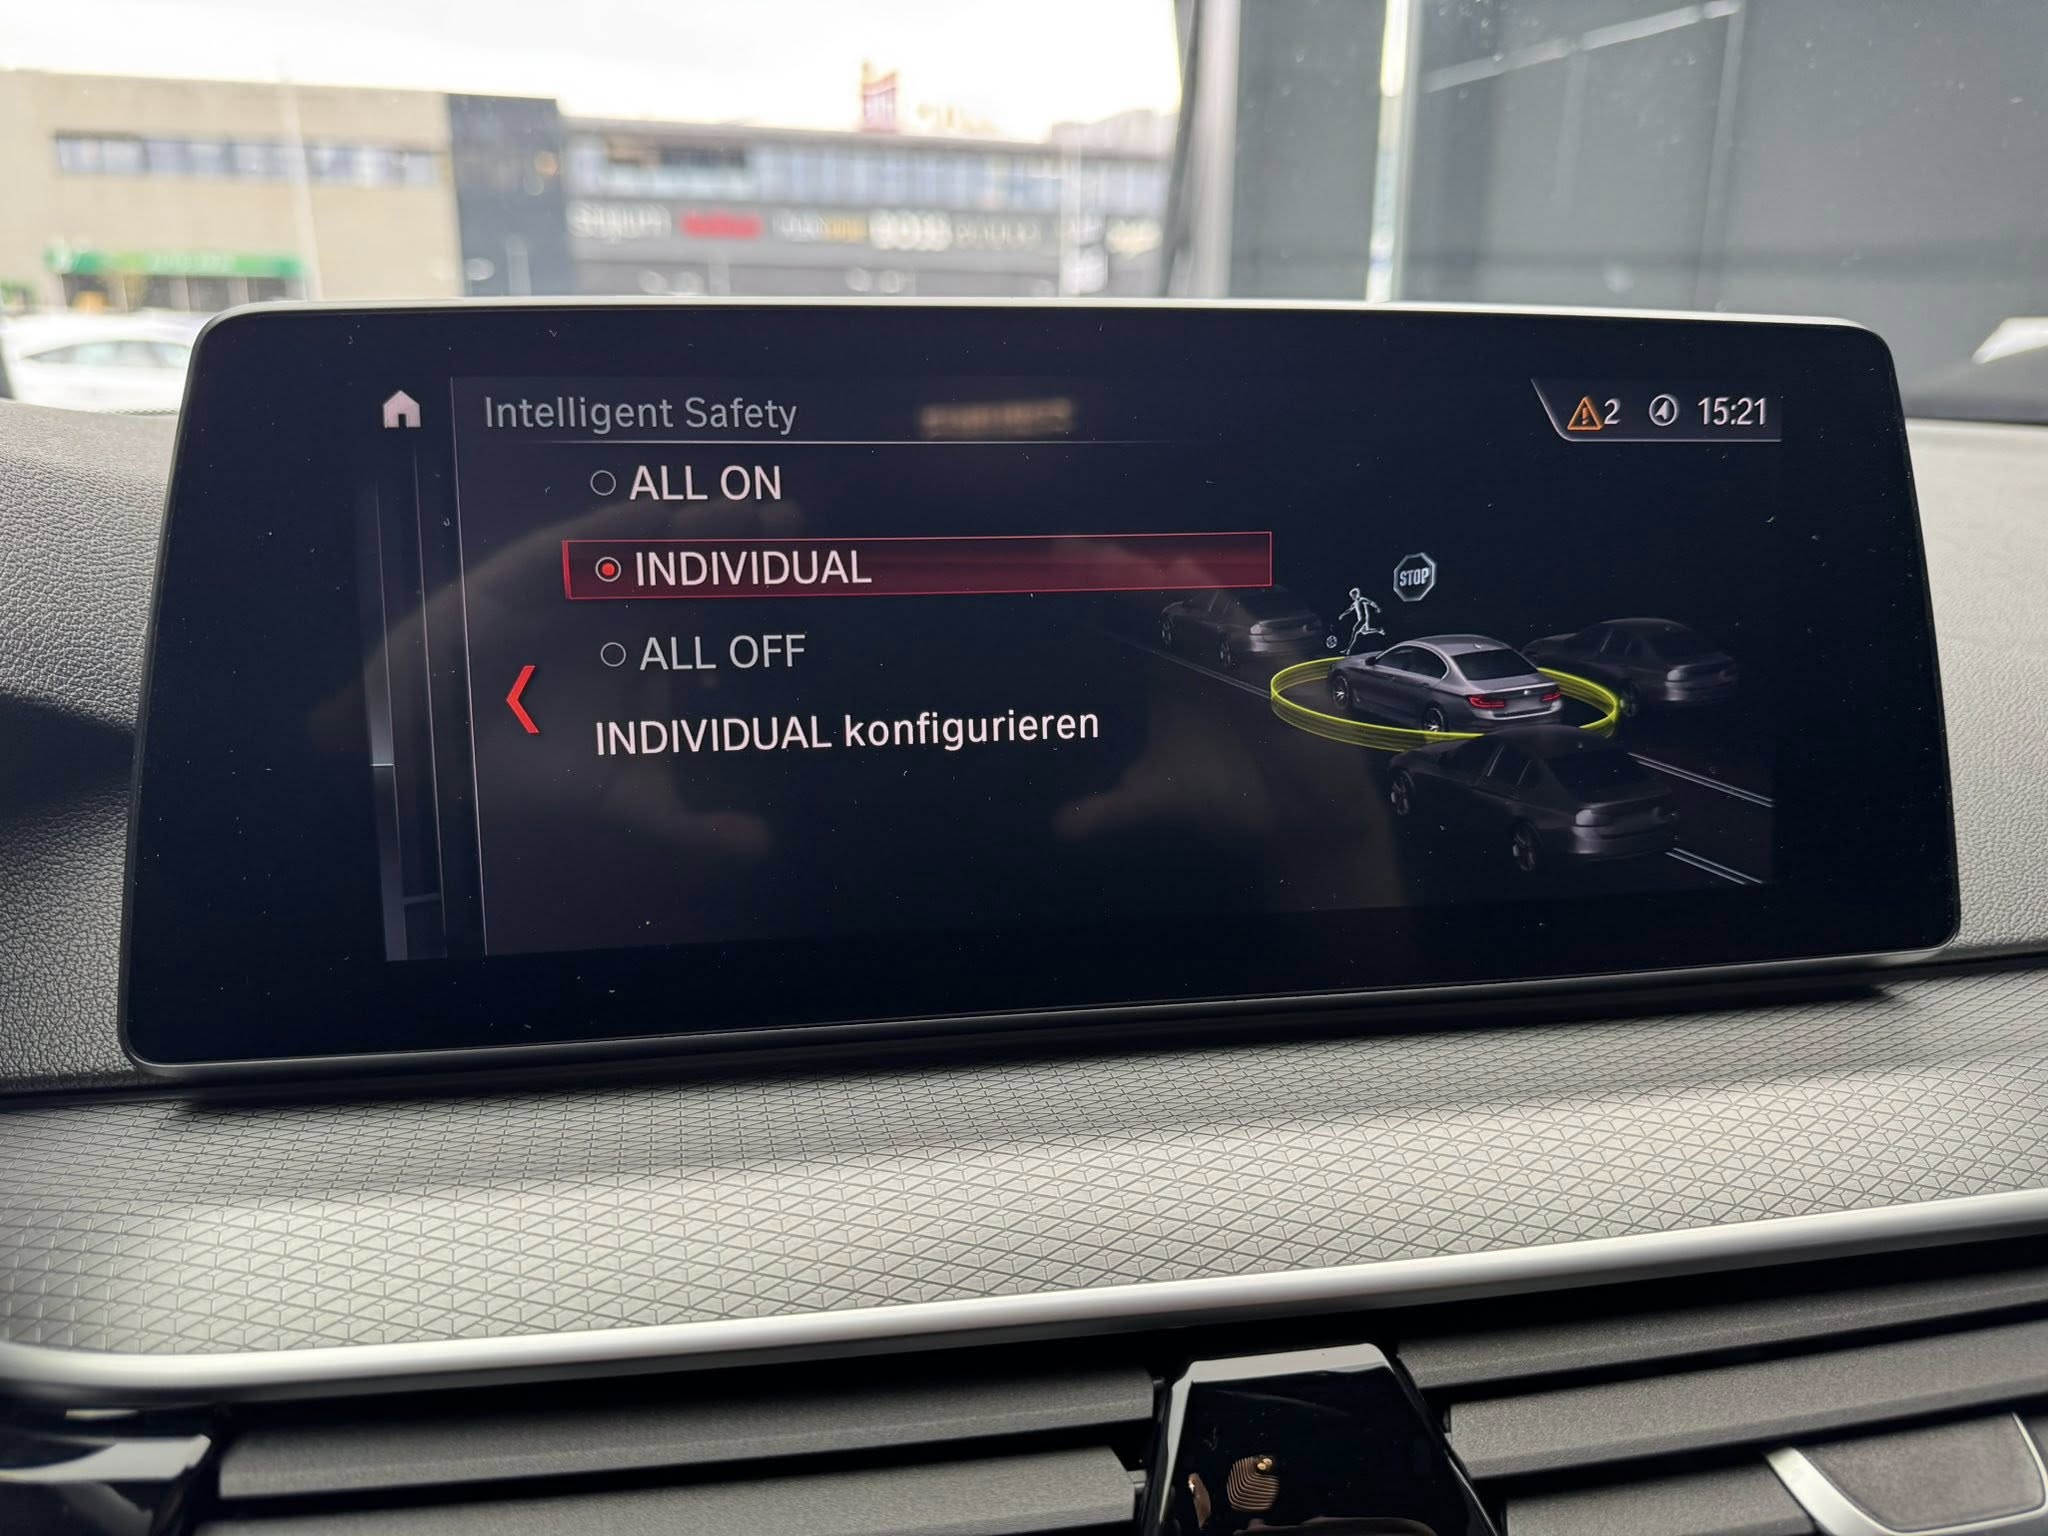 Intelligent Safety
2 15:21
ALL ON
INDIVIDUAL
STOP
ALL OFF
INDIVIDUAL konfigurieren